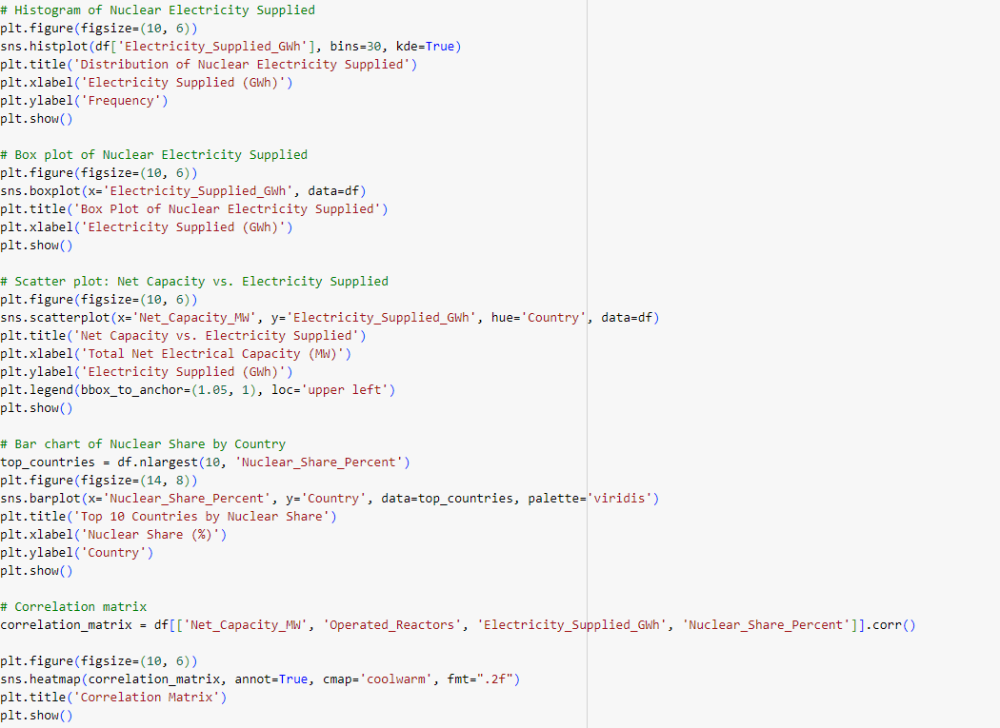 # Histogram of Nuclear Electricity Supplied
plt.figure(figsize=(10, 6))
sns.histplot(df['Electricity_Supplied_GWh'], bins=30, kde=True)
plt.title('Distribution of Nuclear Electricity Supplied')
plt.xlabel('Electricity Supplied (GWh)')
plt.ylabel('Frequency')
plt.show()

# Box plot of Nuclear Electricity Supplied
plt.figure(figsize=(10, 6))
sns.boxplot(x='Electricity_Supplied_GWh', data=df)
plt.title('Box Plot of Nuclear Electricity Supplied')
plt.xlabel('Electricity Supplied (GWh)')
plt.show()

# Scatter plot: Net Capacity vs. Electricity Supplied
plt.figure(figsize=(10, 6))
sns.scatterplot(x='Net_Capacity_MW', y='Electricity_Supplied_GWh', hue='Country', data=df)
plt.title('Net Capacity vs. Electricity Supplied')
plt.xlabel('Total Net Electrical Capacity (MW)')
plt.ylabel('Electricity Supplied (GWh)')
plt.legend(bbox_to_anchor=(1.05, 1), loc='upper left')
plt.show()

# Bar chart of Nuclear Share by Country
top_countries = df.nlargest(10, 'Nuclear_Share_Percent')
plt.figure(figsize=(14, 8))
sns.barplot(x='Nuclear_Share_Percent', y='Country', data=top_countries, palette='viridis')
plt.title('Top 10 Countries by Nuclear Share')
plt.xlabel('Nuclear Share (%)')
plt.ylabel('Country')
plt.show()

# Correlation matrix
correlation_matrix = df[['Net_Capacity_MW', 'Operated_Reactors', 'Electricity_Supplied_GWh', 'Nuclear_Share_Percent']].corr()

plt.figure(figsize=(10, 6))
sns.heatmap(correlation_matrix, annot=True, cmap='coolwarm', fmt=".2f")
plt.title('Correlation Matrix')
plt.show()